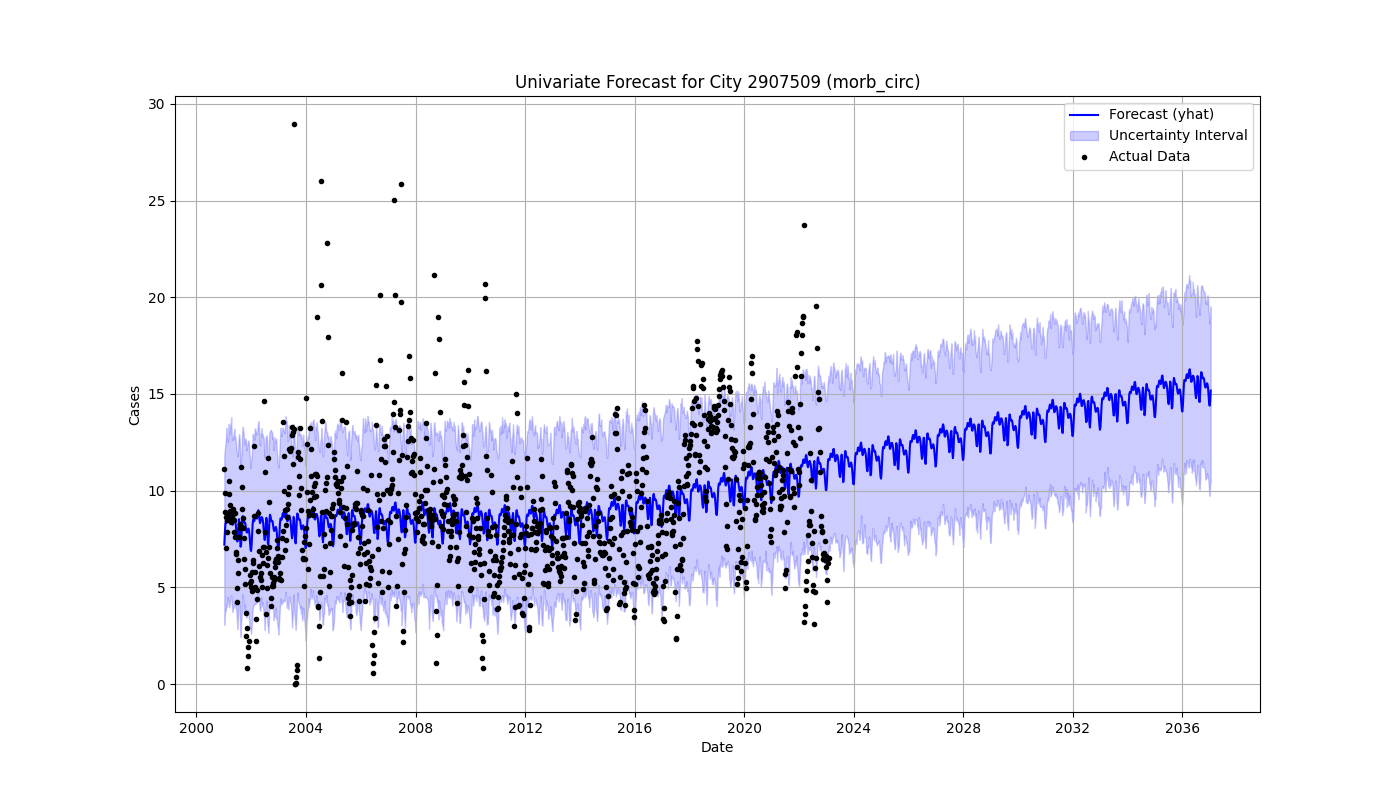 Univariate Forecast for City 2907509 (morb_circ)
Forecast (yhat)
Uncertainty Interval
Actual Data
Cases
30
25
20
15
10
5
0
2000 2004 2008 2012 2016 2020 2024 2028 2032 2036
Date